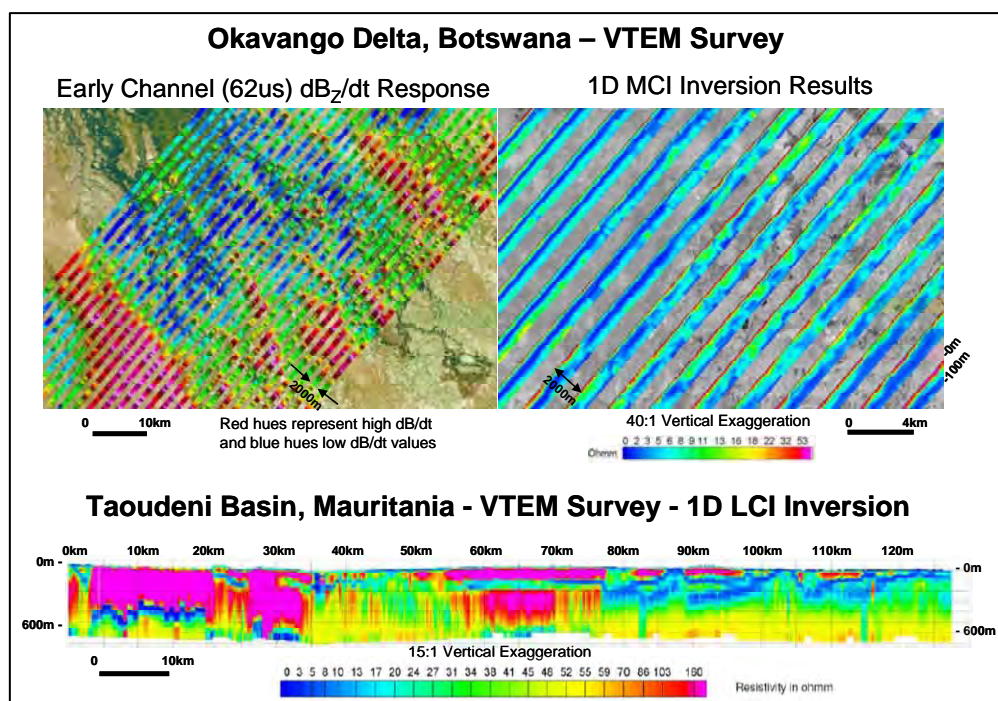 Okavango Delta, Botswana – VTEM Survey
Early Channel (62us) dBZ/dt Response
1D MCI Inversion Results
2000m
2000m
-0m
-100m
0 10km
Red hues represent high dB/dt
and blue hues low dB/dt values
40:1 Vertical Exaggeration
Ohmm 0 2 3 5 6 8 9 11 13 16 18 22 32 53
0 4km
Taoudeni Basin, Mauritania - VTEM Survey - 1D LCI Inversion
0km 10km 20km 30km 40km 50km 60km 70km 80km 90km 100km 110km 120m
0m - - 0m
600m - - 600m
15:1 Vertical Exaggeration
0 10km
0 3 5 8 10 13 17 20 24 27 31 34 38 41 45 48 52 55 59 70 86 103 190
Resistivity in ohmm